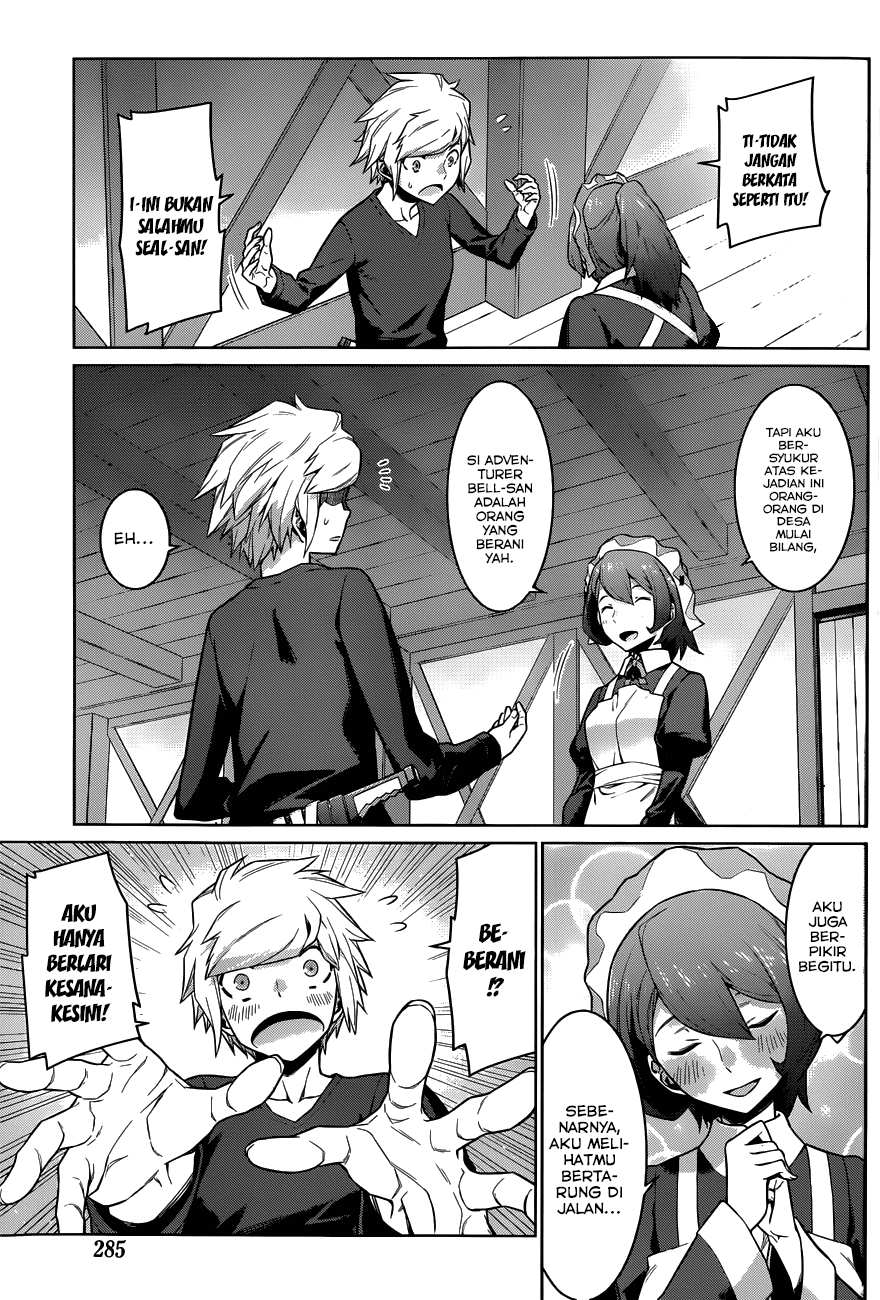 TI-TIDAK
JANGAN
BERKATA
SEPERTI ITU!
I-INI BUKAN
SALAHMU
SEAL-SAN!
TAPI AKU
BER-
SYUKUR
ATAS KE-
JADIAN INI
ORANG-
ORANG DI
DESA
MULAI
BILANG,
SI ADVEN-
TURER
BELL-SAN
ADALAH
ORANG
YANG
BERANI
YAH.
EH...
AKU
JUGA
BER-
PIKIR
BEGITU.
SEBE-
NARNYA,
AKU MELI-
HATMU
BERTA-
RUNG DI
JALAN...
BE-
BERANI
!?
AKU
HANYA
BERLARI
KESANA-
KESINI!
285